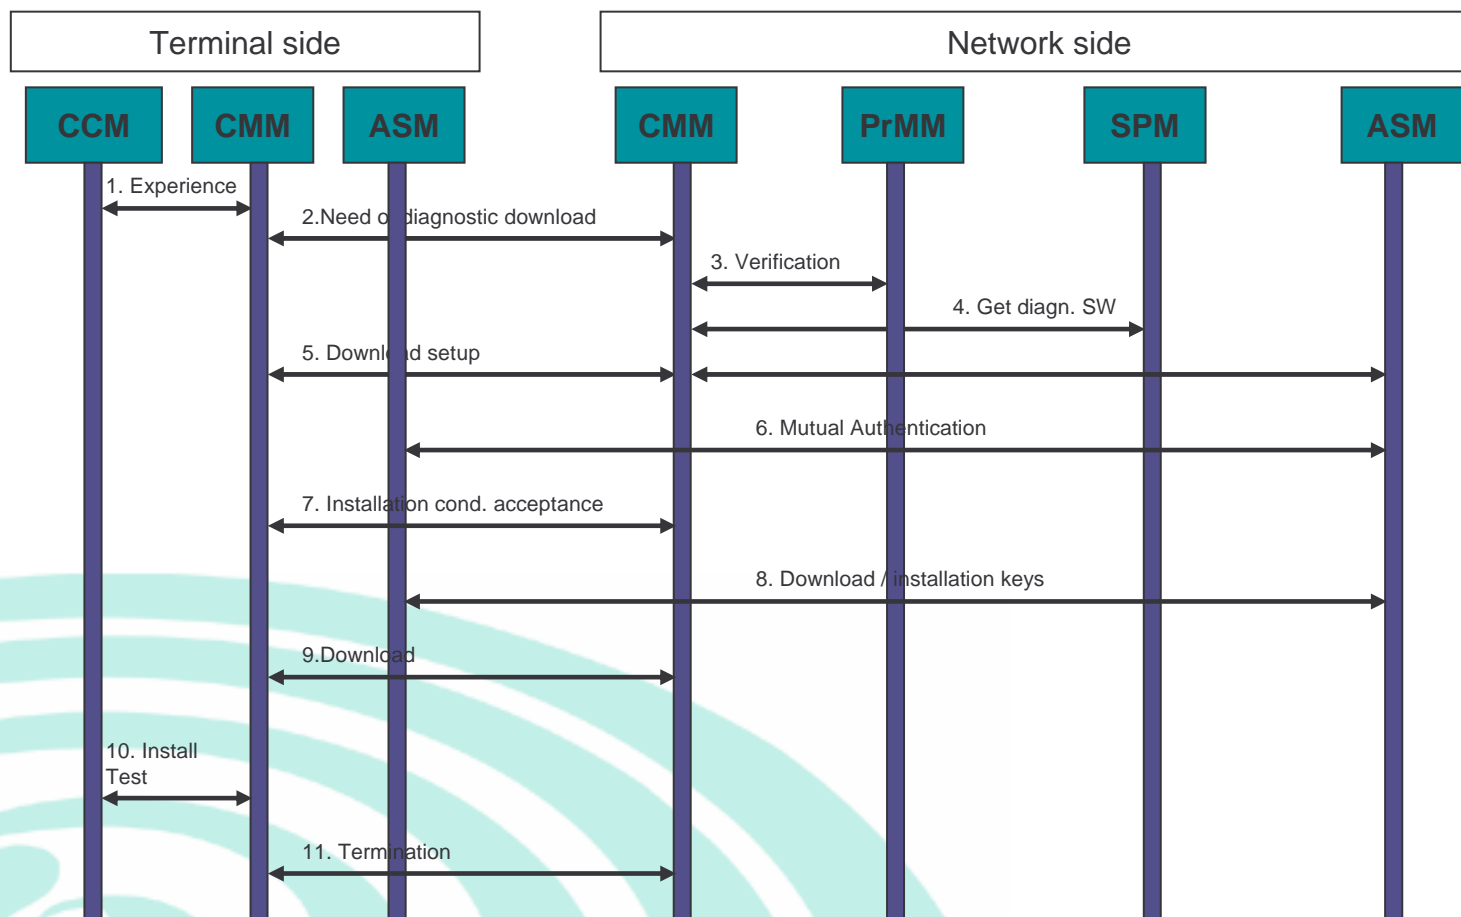 Terminal side
Network side
CCM
CMM
ASM
CMM
PrMM
SPM
ASM
1. Experience
2.Need of diagnostic download
3. Verification
4. Get diagn. SW
5. Download setup
6. Mutual Authentication
7. Installation cond. acceptance
8. Download / installation keys
9.Download
10. Install
Test
11. Termination